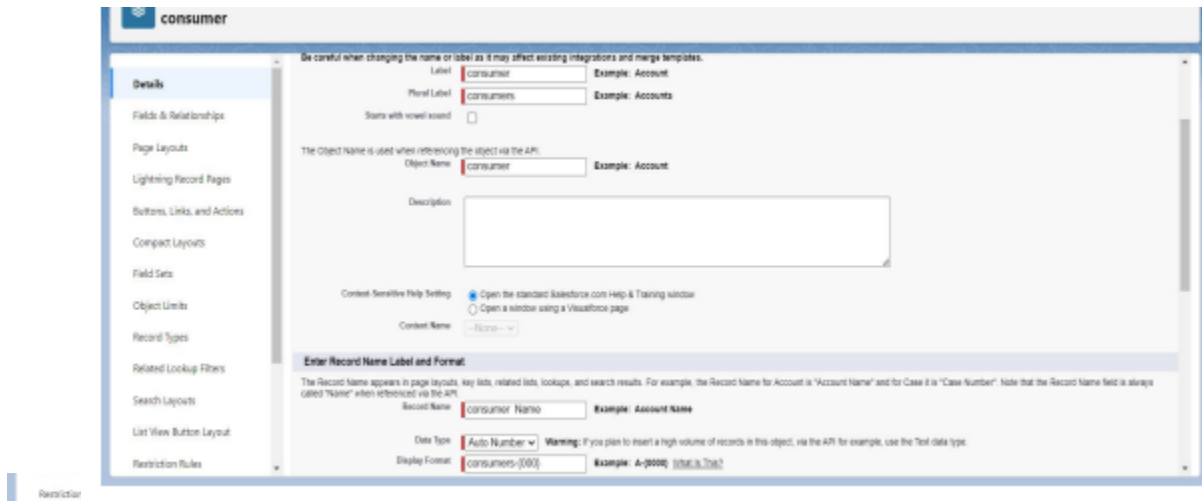 consumer
Be careful when changing the name or label as it may affect existing integrations and merge templates.
Details
Label consumer Example: Account
Plural Label consumers Example: Accounts
Fields & Relationships
Starts with vowel sound
Page Layouts
The Object Name is used when referencing the object via the API.
Object Name consumer Example: Account
Lightning Record Pages
Description
Buttons, Links, and Actions
Compact Layouts
Field Sets
Context-Sensitive Help Setting Open the standard Salesforce.com Help & Training window
Object Limits
Open a window using a Visualforce page
Content Name --None--
Record Types
Enter Record Name Label and Format
Related Lookup Filters
The Record Name appears in page layouts, key lists, related lists, lookups, and search results. For example, the Record Name for Account is "Account Name" and for Case it is "Case Number". Note that the Record Name field is always
called "Name" when referenced via the API.
Search Layouts
Record Name consumer Name Example: Account Name
List View Button Layout
Data Type Auto Number Warning: If you plan to insert a high volume of records in this object, via the API for example, use the Text data type.
Restriction Rules
Display Format consumers-{000} Example: A-{0000} What Is This?
Restriction